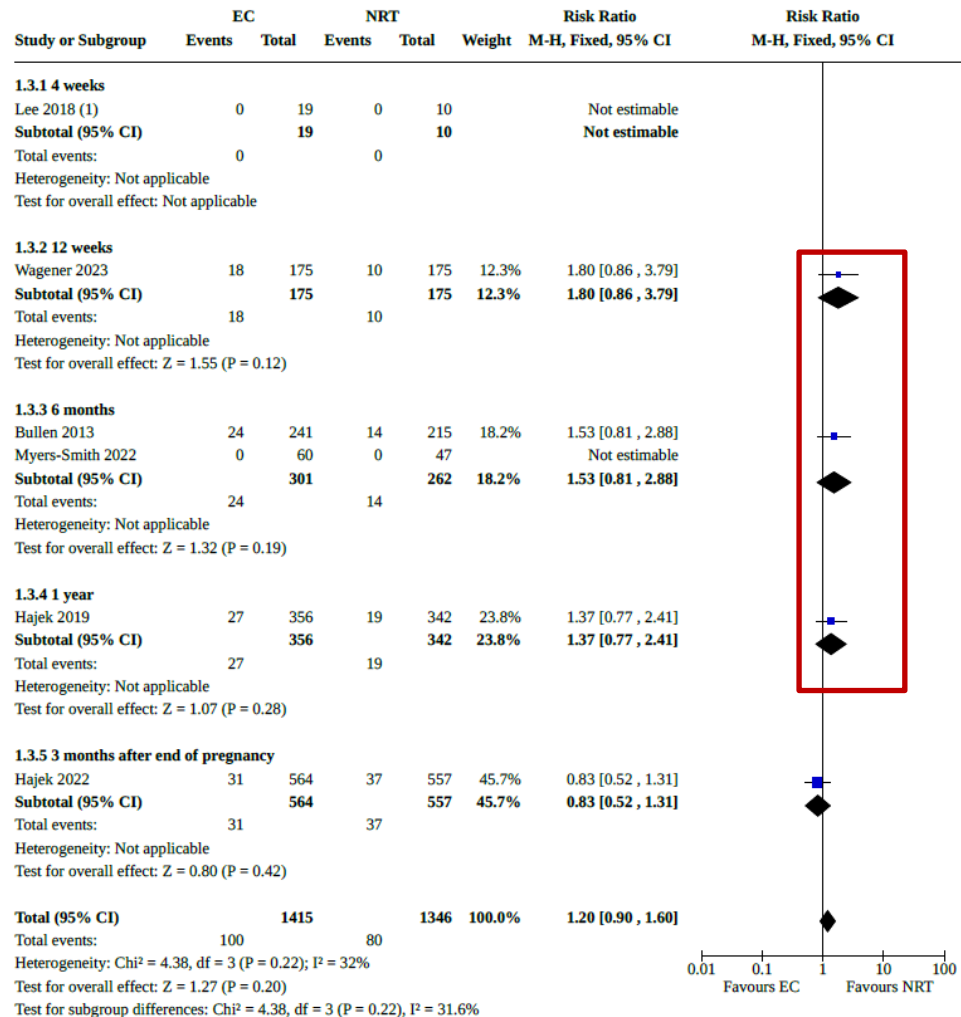 EC NRT Risk Ratio Risk Ratio
Study or Subgroup Events Total Events Total Weight M-H, Fixed, 95% CI M-H, Fixed, 95% CI
1.3.1 4 weeks
Lee 2018 (1) 0 19 0 10 Not estimable
Subtotal (95% CI) 19 10 Not estimable
Total events: 0 0
Heterogeneity: Not applicable
Test for overall effect: Not applicable
1.3.2 12 weeks
Wagener 2023 18 175 10 175 12.3% 1.80 [0.86 , 3.79]
Subtotal (95% CI) 175 175 12.3% 1.80 [0.86 , 3.79]
Total events: 18 10
Heterogeneity: Not applicable
Test for overall effect: Z = 1.55 (P = 0.12)
1.3.3 6 months
Bullen 2013 24 241 14 215 18.2% 1.53 [0.81 , 2.88]
Myers-Smith 2022 0 60 0 47 Not estimable
Subtotal (95% CI) 301 262 18.2% 1.53 [0.81 , 2.88]
Total events: 24 14
Heterogeneity: Not applicable
Test for overall effect: Z = 1.32 (P = 0.19)
1.3.4 1 year
Hajek 2019 27 356 19 342 23.8% 1.37 [0.77 , 2.41]
Subtotal (95% CI) 356 342 23.8% 1.37 [0.77 , 2.41]
Total events: 27 19
Heterogeneity: Not applicable
Test for overall effect: Z = 1.07 (P = 0.28)
1.3.5 3 months after end of pregnancy
Hajek 2022 31 564 37 557 45.7% 0.83 [0.52 , 1.31]
Subtotal (95% CI) 564 557 45.7% 0.83 [0.52 , 1.31]
Total events: 31 37
Heterogeneity: Not applicable
Test for overall effect: Z = 0.80 (P = 0.42)
Total (95% CI) 1415 1346 100.0% 1.20 [0.90 , 1.60]
Total events: 100 80
Heterogeneity: Chi² = 4.38, df = 3 (P = 0.22); I² = 32%
Test for overall effect: Z = 1.27 (P = 0.20)
Test for subgroup differences: Chi² = 4.38, df = 3 (P = 0.22), I² = 31.6%
0.01 0.1 1 10 100
Favours EC Favours NRT